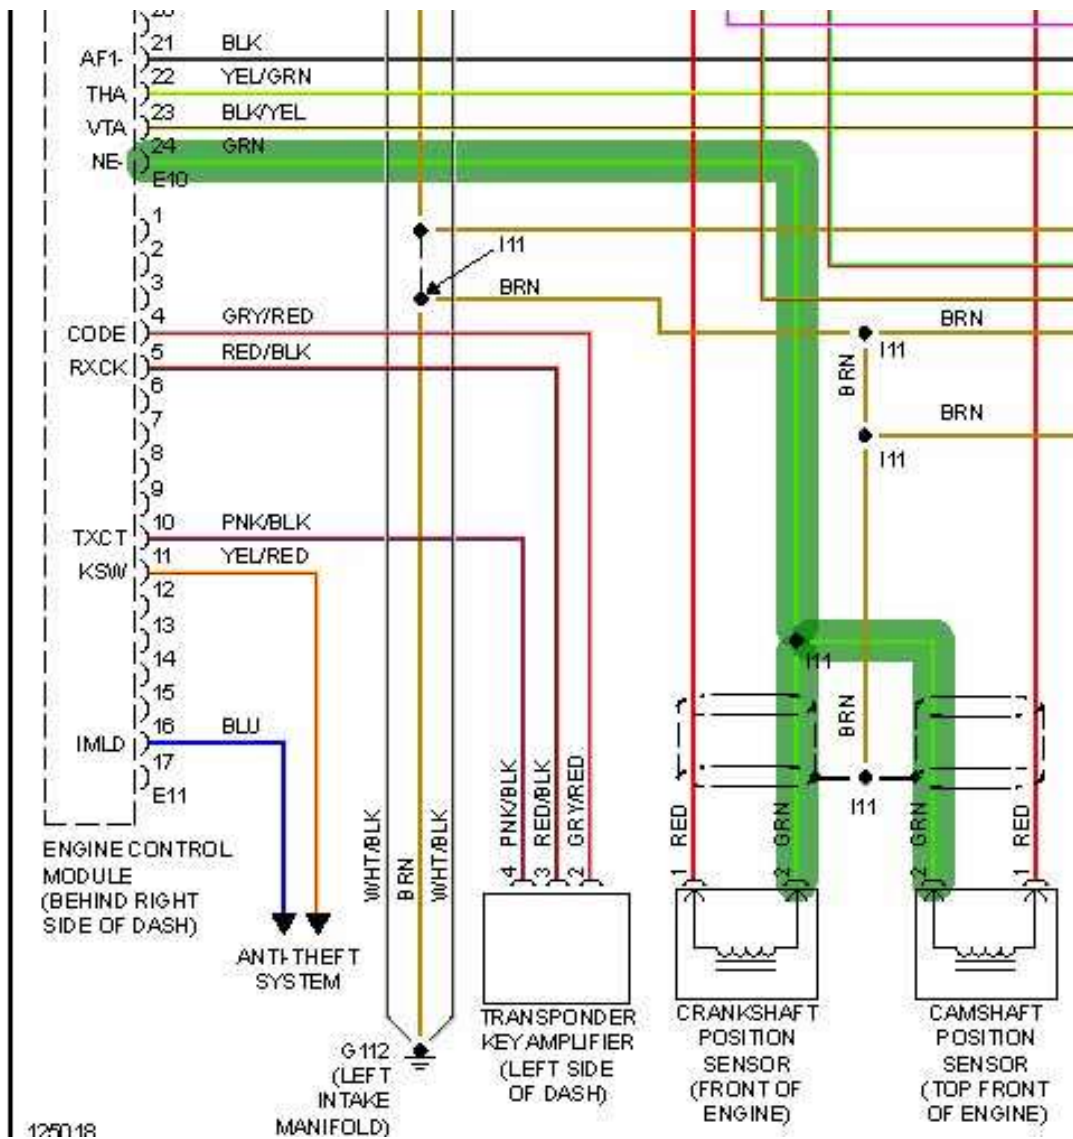 20
21 BLK
AF1-
22 YEL/GRN
THA
23 BLK/YEL
VTA
24 GRN
NE-
E10
1
I11
2
3
BRN
4 GRY/RED
CODE
BRN
I11
5 RED/BLK
RXCK
BRN
6
7
BRN
I11
8
9
10 PNK/BLK
TXCT
11 YEL/RED
KSW
12
13
I11
14
15
BRN
16 BLU
IMLD
17
E11
I11
WHT/BLK
BRN
WHT/BLK
4 PNK/BLK
3 RED/BLK
2 GRY/RED
1 RED
2 GRN
2 GRN
1 RED
ENGINE CONTROL
MODULE
(BEHIND RIGHT
SIDE OF DASH)
ANTI-THEFT
SYSTEM
G112
(LEFT
INTAKE
MANIFOLD)
TRANSPONDER
KEY AMPLIFIER
(LEFT SIDE
OF DASH)
CRANKSHAFT
POSITION
SENSOR
(FRONT OF
ENGINE)
CAMSHAFT
POSITION
SENSOR
(TOP FRONT
OF ENGINE)
125018